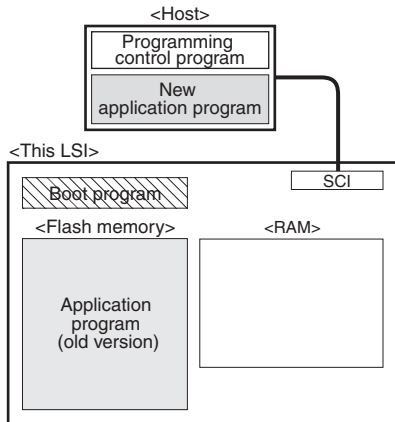 <Host>
Programming
control program
New
application program
<This LSI>
SCI
Boot program
<Flash memory>
<RAM>
Application
program
(old version)